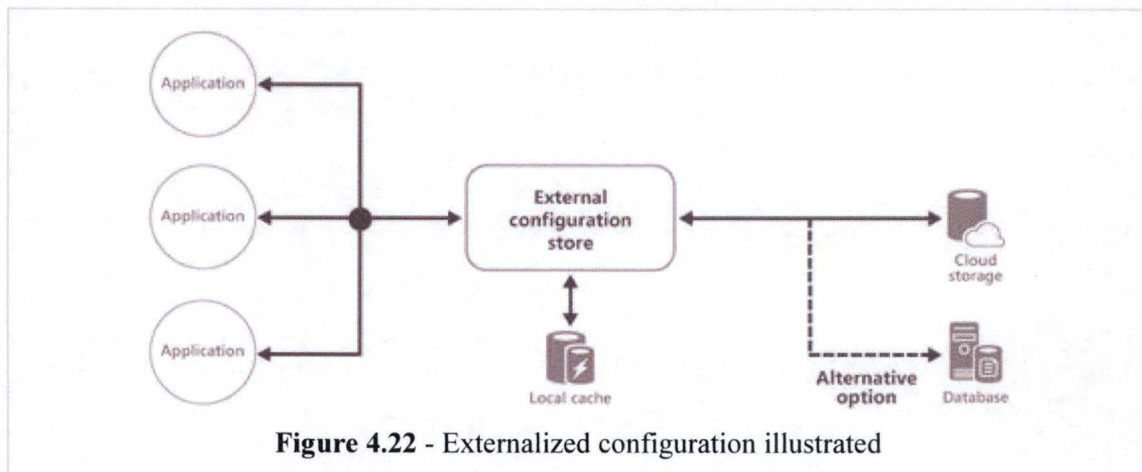 Application
Application
Application
External
configuration
store
Local cache
Cloud
storage
Alternative
option
Database
Figure 4.22 - Externalized configuration illustrated